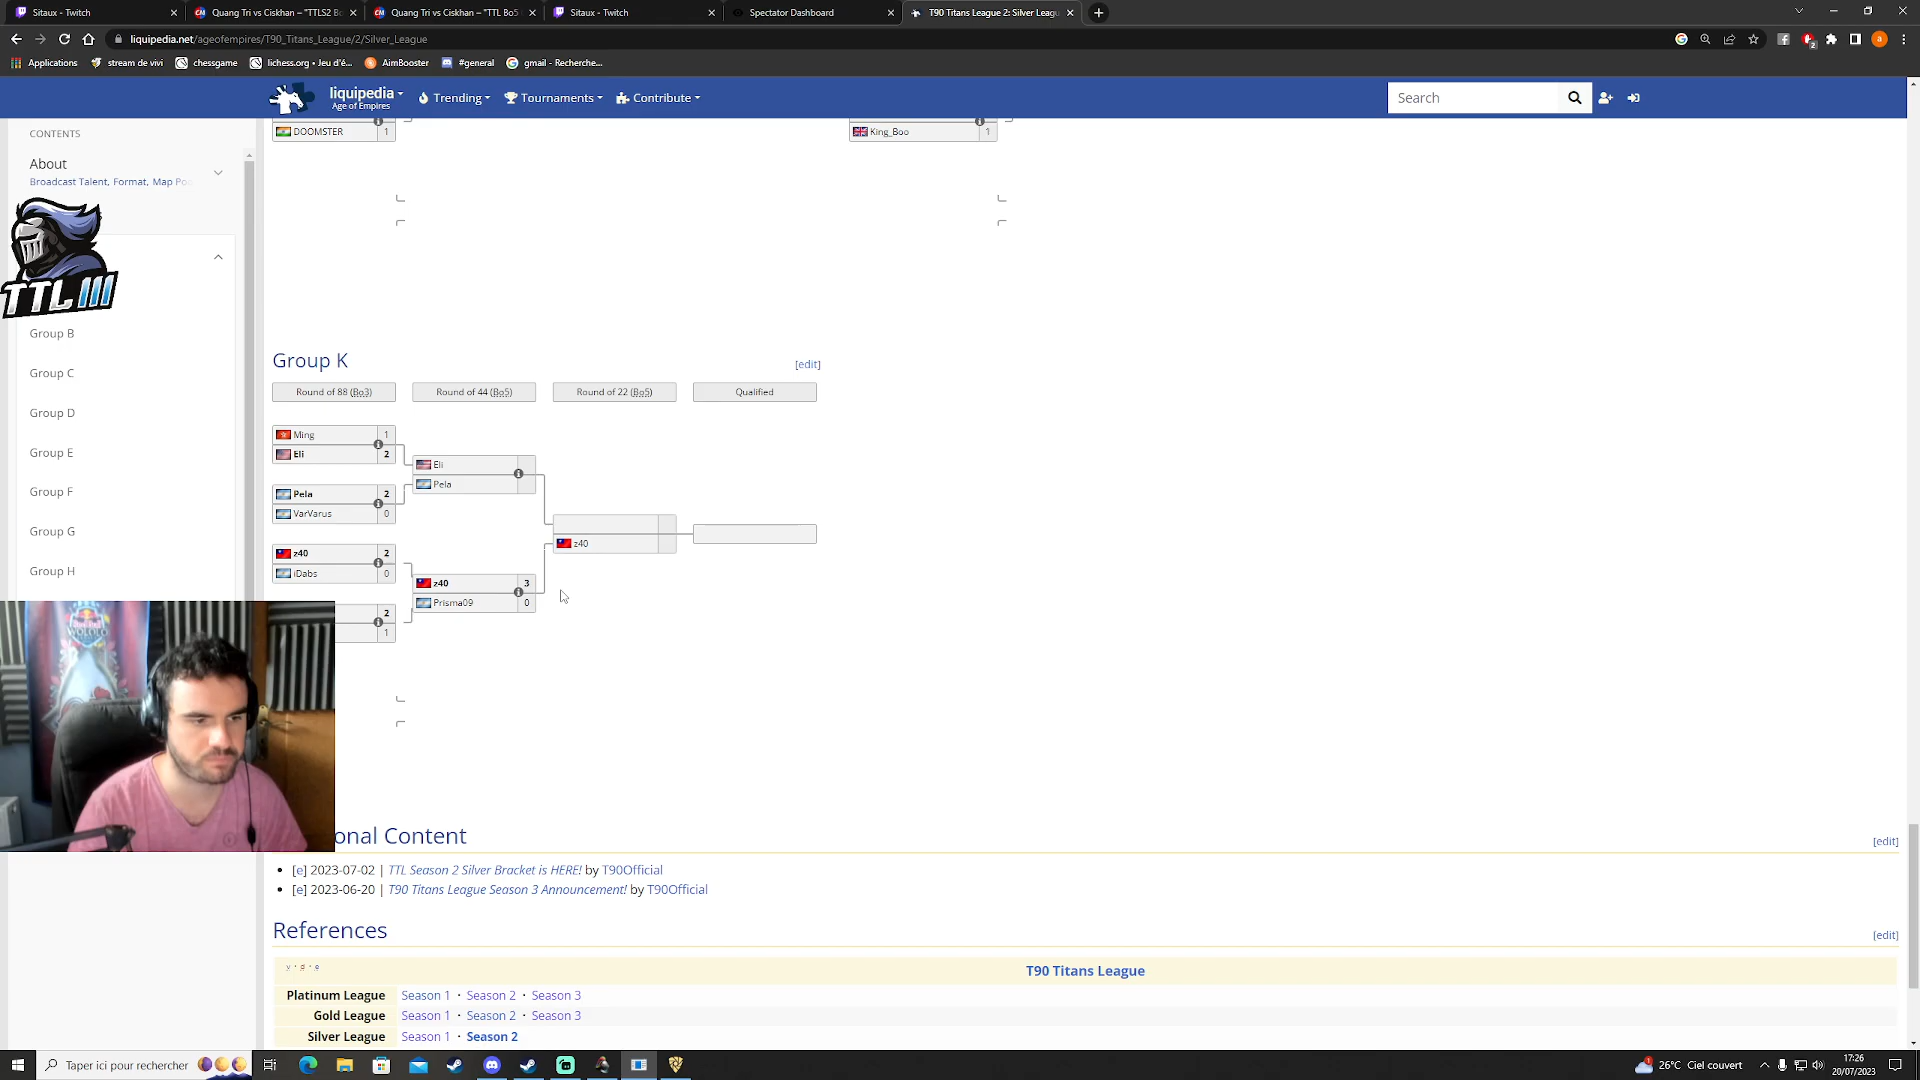 Sitaux - Twitch
Quang Tri vs Ciskhan – "TTLS2 Bo
Quang Tri vs Ciskhan – "TTL Bo5
Sitaux - Twitch
Spectator Dashboard
T90 Titans League 2: Silver Leagu
liquipedia.net/ageofempires/T90_Titans_League/2/Silver_League
Applications
stream de vivi
chessgame
lichess.org • Jeu d'é...
AimBooster
#general
gmail - Recherche...
liquipedia
Age of Empires
Trending
Tournaments
Contribute
Search
CONTENTS
About
Broadcast Talent, Format, Map Poo
TTL III
Group B
Group C
Group D
Group E
Group F
Group G
Group H
DOOMSTER 1
King_Boo 1
Group K
[edit]
Round of 88 (Bo3)
Round of 44 (Bo5)
Round of 22 (Bo5)
Qualified
Ming 1
Eli 2
Pela 2
VarVarus 0
z40 2
iDabs 0
2
1
Eli
Pela
z40 3
Prisma09 0
z40
RED BULL
WOLOLO
onal Content
[edit]
[e] 2023-07-02 | TTL Season 2 Silver Bracket is HERE! by T90Official
[e] 2023-06-20 | T90 Titans League Season 3 Announcement! by T90Official
References
[edit]
v · d · e
T90 Titans League
Platinum League Season 1 · Season 2 · Season 3
Gold League Season 1 · Season 2 · Season 3
Silver League Season 1 · Season 2
Taper ici pour rechercher
26°C Ciel couvert
17:26
20/07/2023